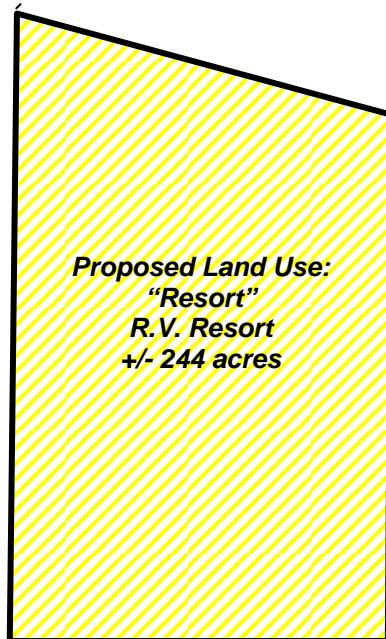 Proposed Land Use:
“Resort”
R.V. Resort
+/- 244 acres